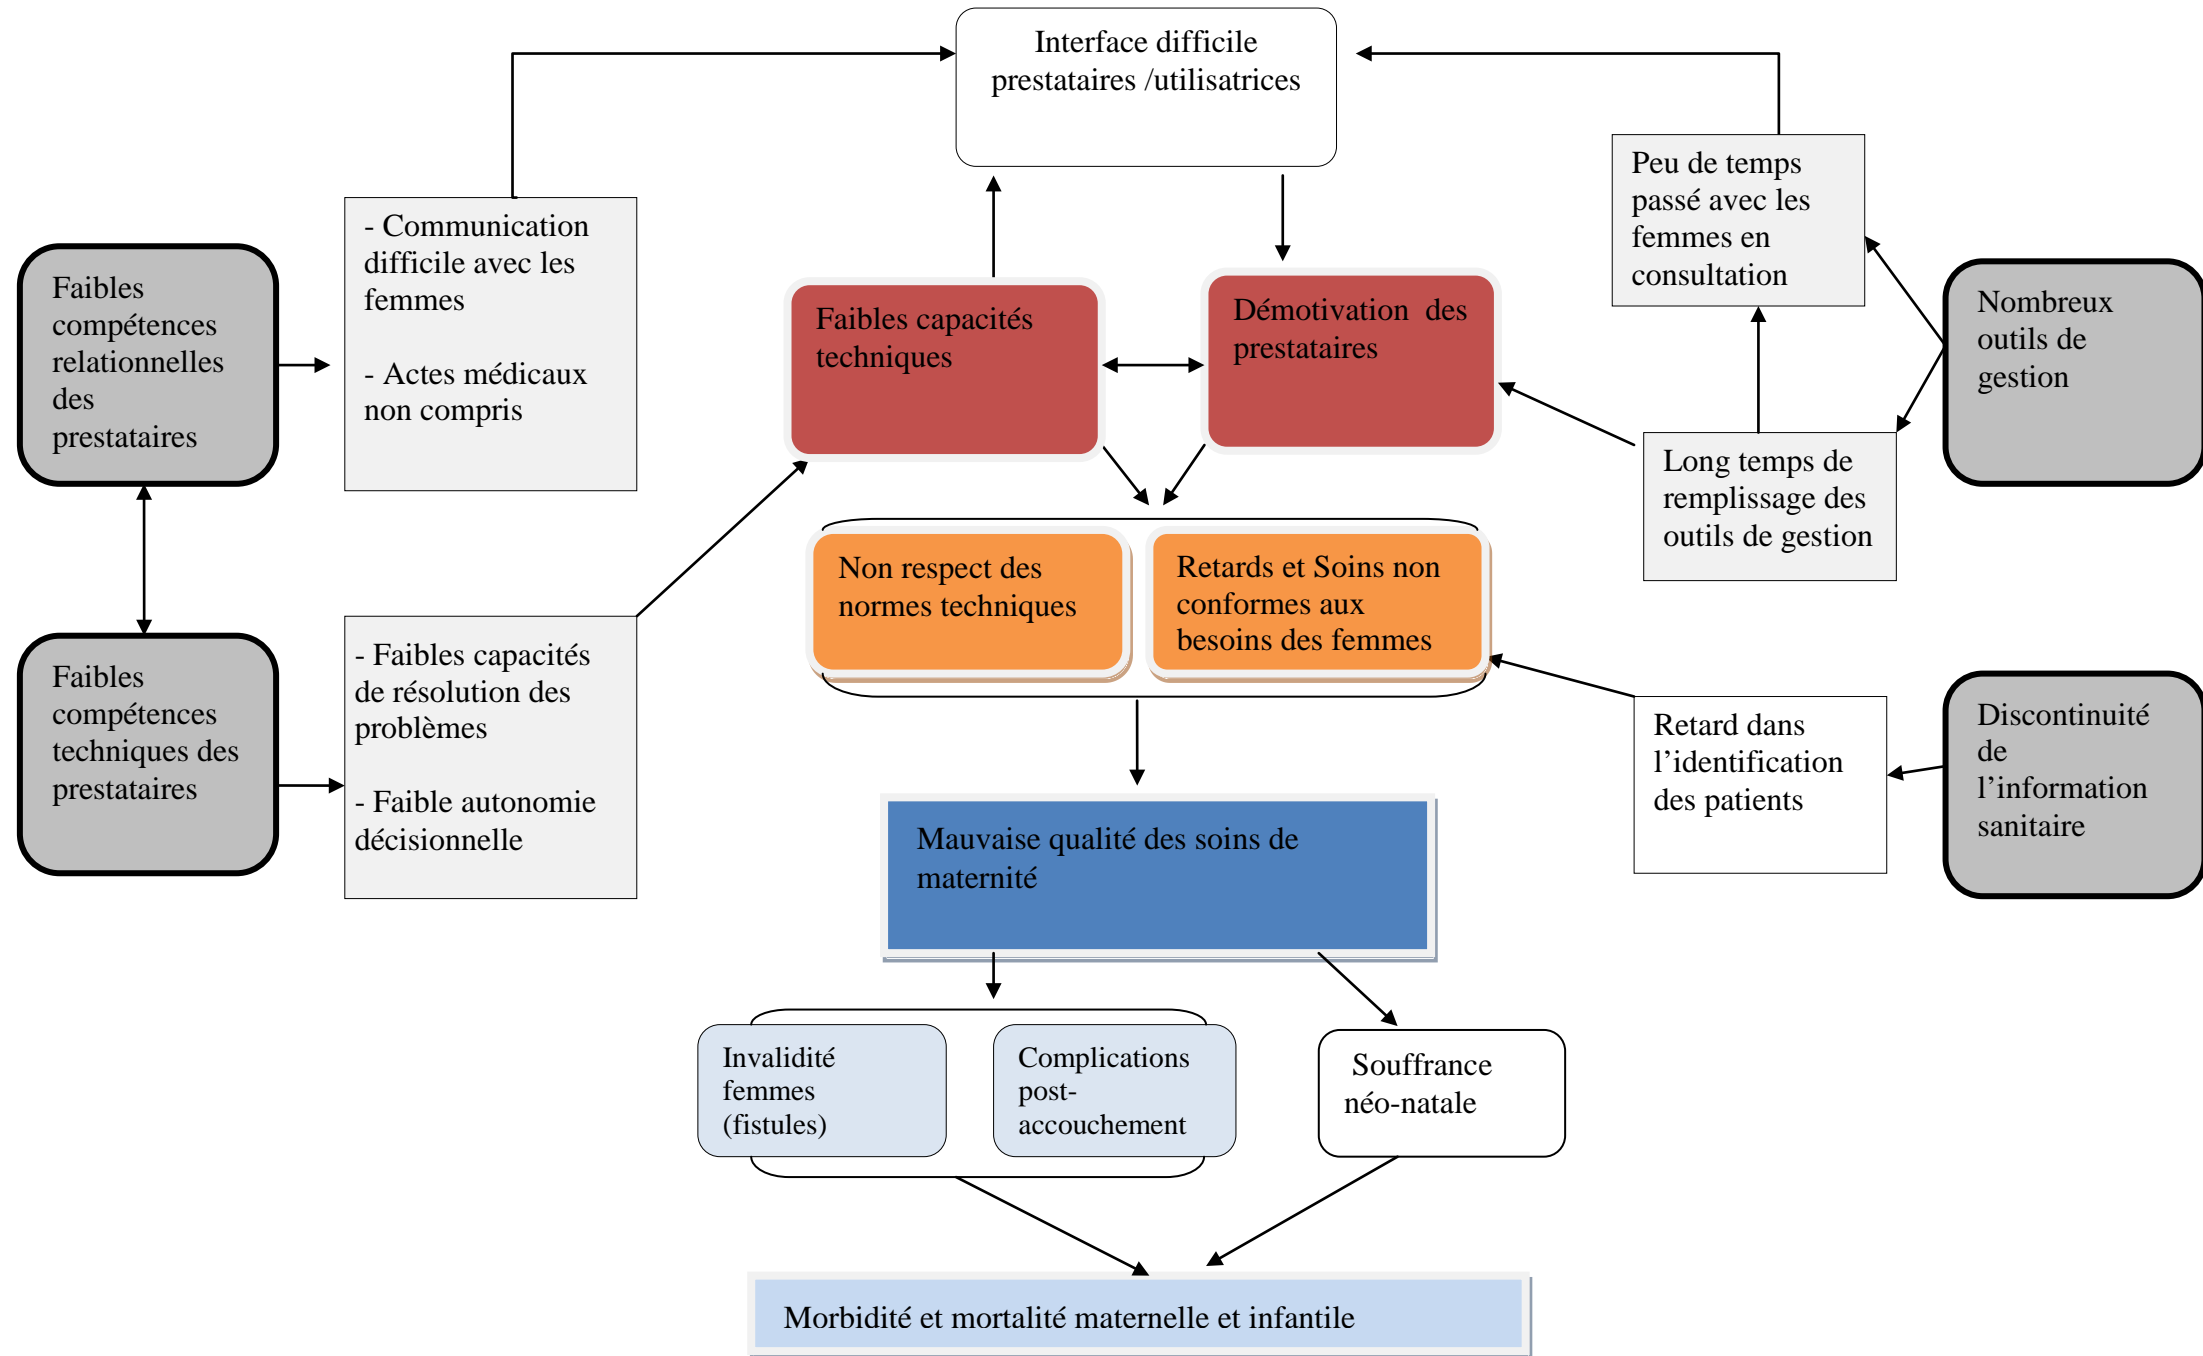 Interface difficile
prestataires /utilisatrices
Peu de temps
passé avec les
femmes en
consultation
- Communication
difficile avec les
femmes
- Actes médicaux
non compris
Faibles
compétences
relationnelles
des
prestataires
Faibles capacités
techniques
Démotivation des
prestataires
Nombreux
outils de
gestion
Long temps de
remplissage des
outils de gestion
Non respect des
normes techniques
Retards et Soins non
conformes aux
besoins des femmes
Faibles
compétences
techniques des
prestataires
- Faibles capacités
de résolution des
problèmes
- Faible autonomie
décisionnelle
Retard dans
l’identification
des patients
Discontinuité
de
l’information
sanitaire
Mauvaise qualité des soins de
maternité
Invalidité
femmes
(fistules)
Complications
post-
accouchement
Souffrance
néo-natale
Morbidité et mortalité maternelle et infantile